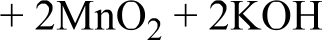 + 2MnO₂ + 2KOH